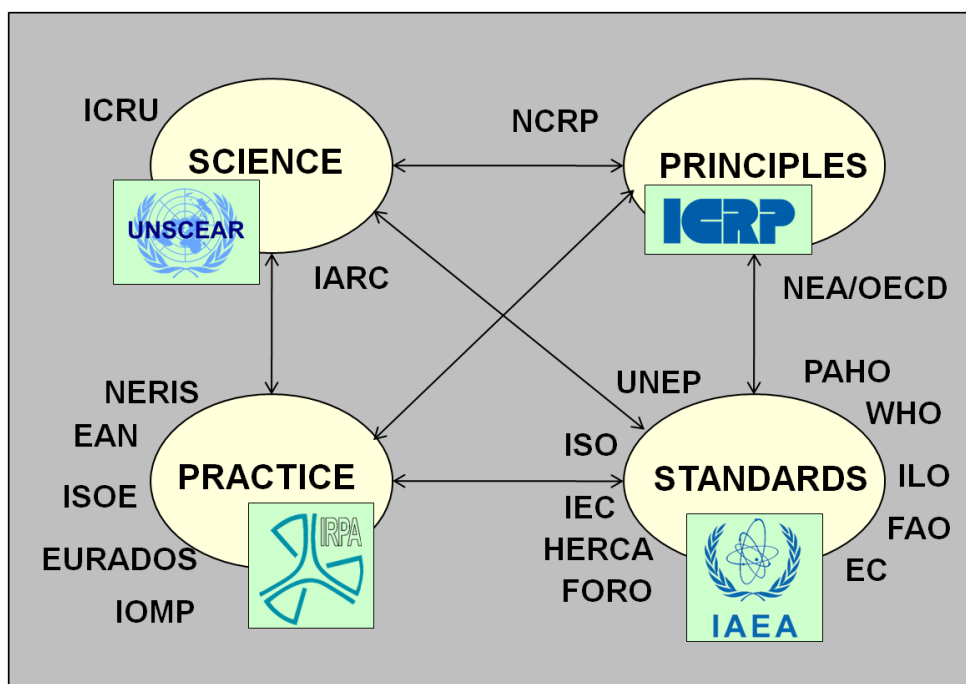 ICRU
NCRP
SCIENCE
PRINCIPLES
UNSCEAR
ICRP
IARC
NEA/OECD
NERIS
UNEP
PAHO
EAN
WHO
ISO
PRACTICE
STANDARDS
ISOE
ILO
IEC
IRPA
FAO
EURADOS
HERCA
EC
FORO
IOMP
IAEA